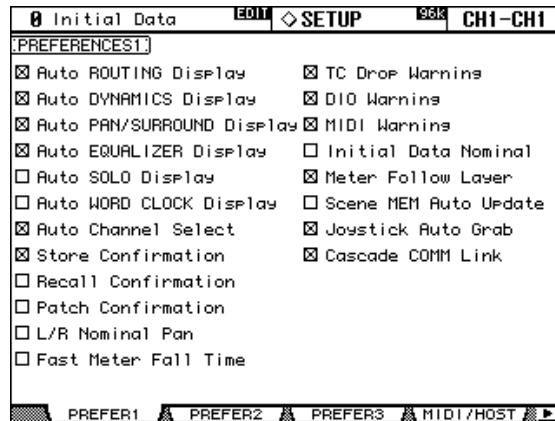 0 Initial Data EDIT ◇SETUP 96K CH1-CH1
PREFERENCES1
☒ Auto ROUTING Display
☒ Auto DYNAMICS Display
☒ Auto PAN/SURROUND Display
☒ Auto EQUALIZER Display
☐ Auto SOLO Display
☐ Auto WORD CLOCK Display
☒ Auto Channel Select
☒ Store Confirmation
☐ Recall Confirmation
☐ Patch Confirmation
☐ L/R Nominal Pan
☐ Fast Meter Fall Time
☒ TC Drop Warning
☒ DIO Warning
☒ MIDI Warning
☐ Initial Data Nominal
☒ Meter Follow Layer
☐ Scene MEM Auto Update
☒ Joystick Auto Grab
☒ Cascade COMM Link
PREFER1 PREFER2 PREFER3 MIDI/HOST